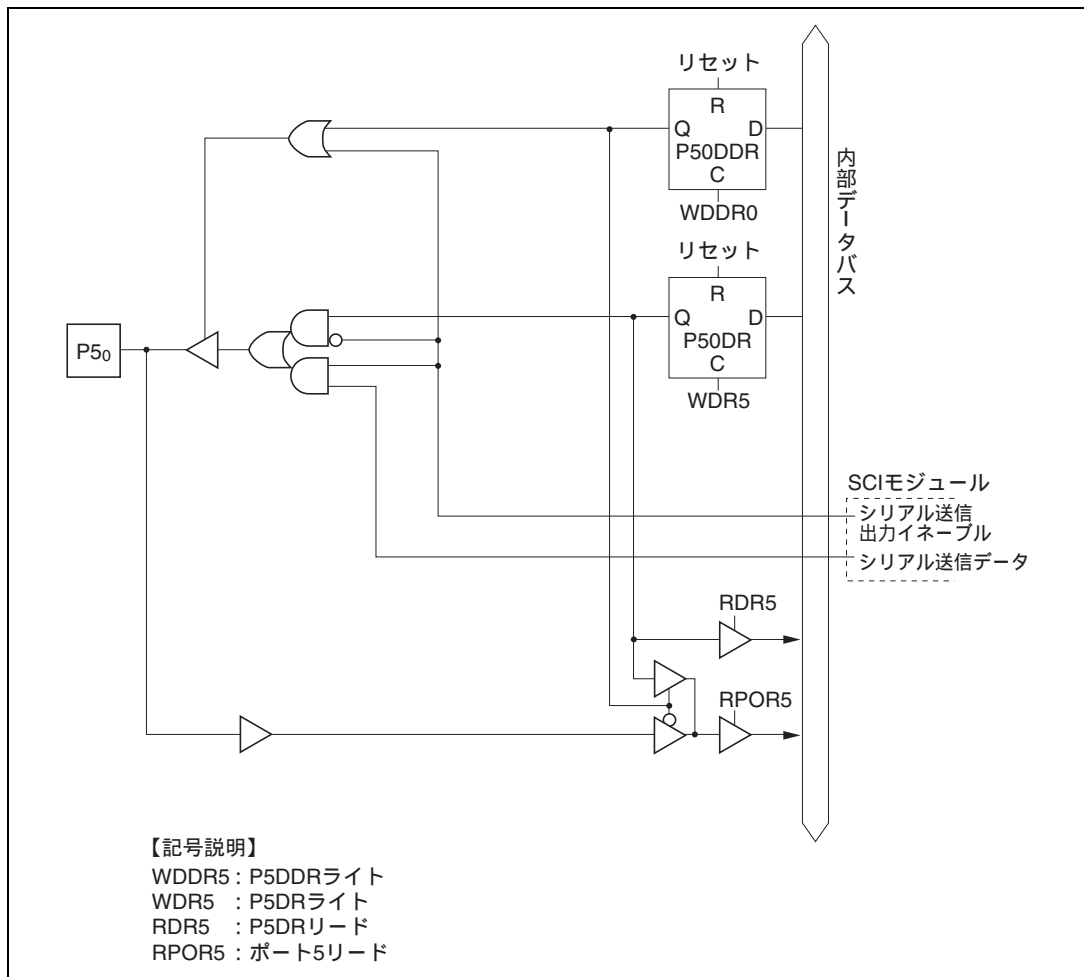 リセット
R
Q D
P50DDR
C
WDDR0
リセット
R
Q D
P50DR
C
WDR5
内部データバス
P5₀
SCIモジュール
シリアル送信
出力イネーブル
シリアル送信データ
RDR5
RPOR5
【記号説明】
WDDR5 : P5DDRライト
WDR5 : P5DRライト
RDR5 : P5DRリード
RPOR5 : ポート5リード